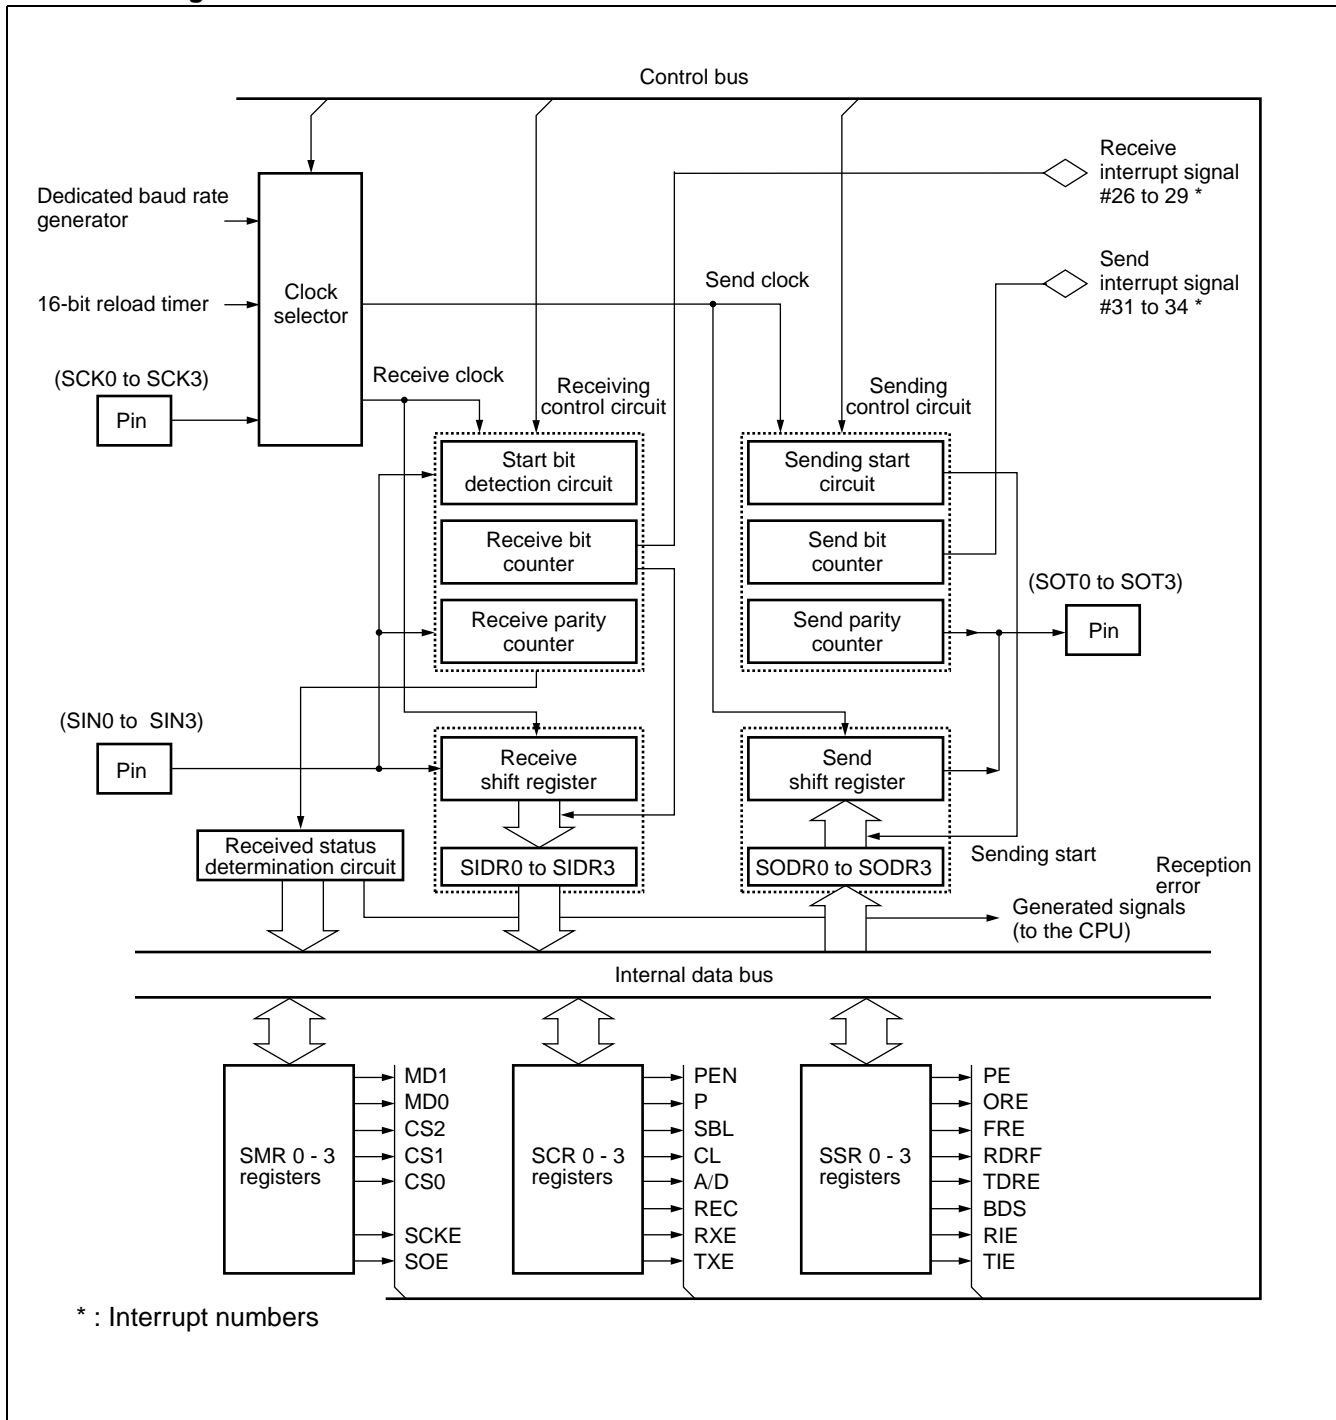 Control bus
Dedicated baud rate
generator
16-bit reload timer
(SCK0 to SCK3)
Pin
Clock
selector
Receive clock
Send clock
Receiving
control circuit
Sending
control circuit
Receive
interrupt signal
#26 to 29 *
Send
interrupt signal
#31 to 34 *
Start bit
detection circuit
Receive bit
counter
Receive parity
counter
Sending start
circuit
Send bit
counter
Send parity
counter
(SOT0 to SOT3)
Pin
(SIN0 to SIN3)
Pin
Receive
shift register
Send
shift register
Received status
determination circuit
SIDR0 to SIDR3
SODR0 to SODR3
Sending start
Reception
error
Generated signals
(to the CPU)
Internal data bus
SMR 0 - 3
registers
MD1
MD0
CS2
CS1
CS0
SCKE
SOE
SCR 0 - 3
registers
PEN
P
SBL
CL
A/D
REC
RXE
TXE
SSR 0 - 3
registers
PE
ORE
FRE
RDRF
TDRE
BDS
RIE
TIE
* : Interrupt numbers